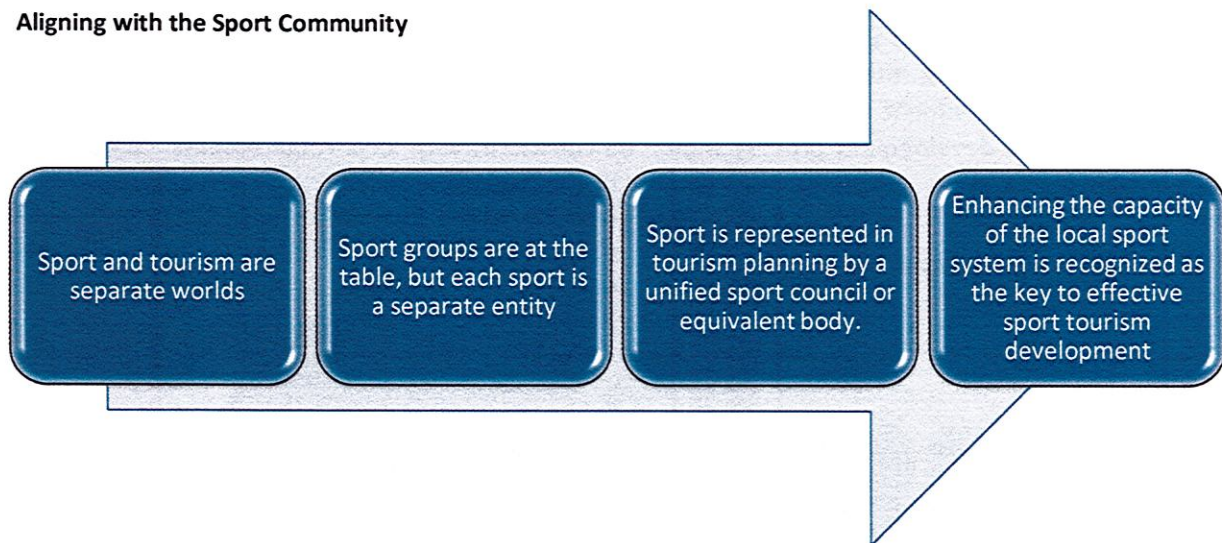 Aligning with the Sport Community
Sport and tourism are
separate worlds
Sport groups are at the
table, but each sport is
a separate entity
Sport is represented in
tourism planning by a
unified sport council or
equivalent body.
Enhancing the capacity
of the local sport
system is recognized as
the key to effective
sport tourism
development